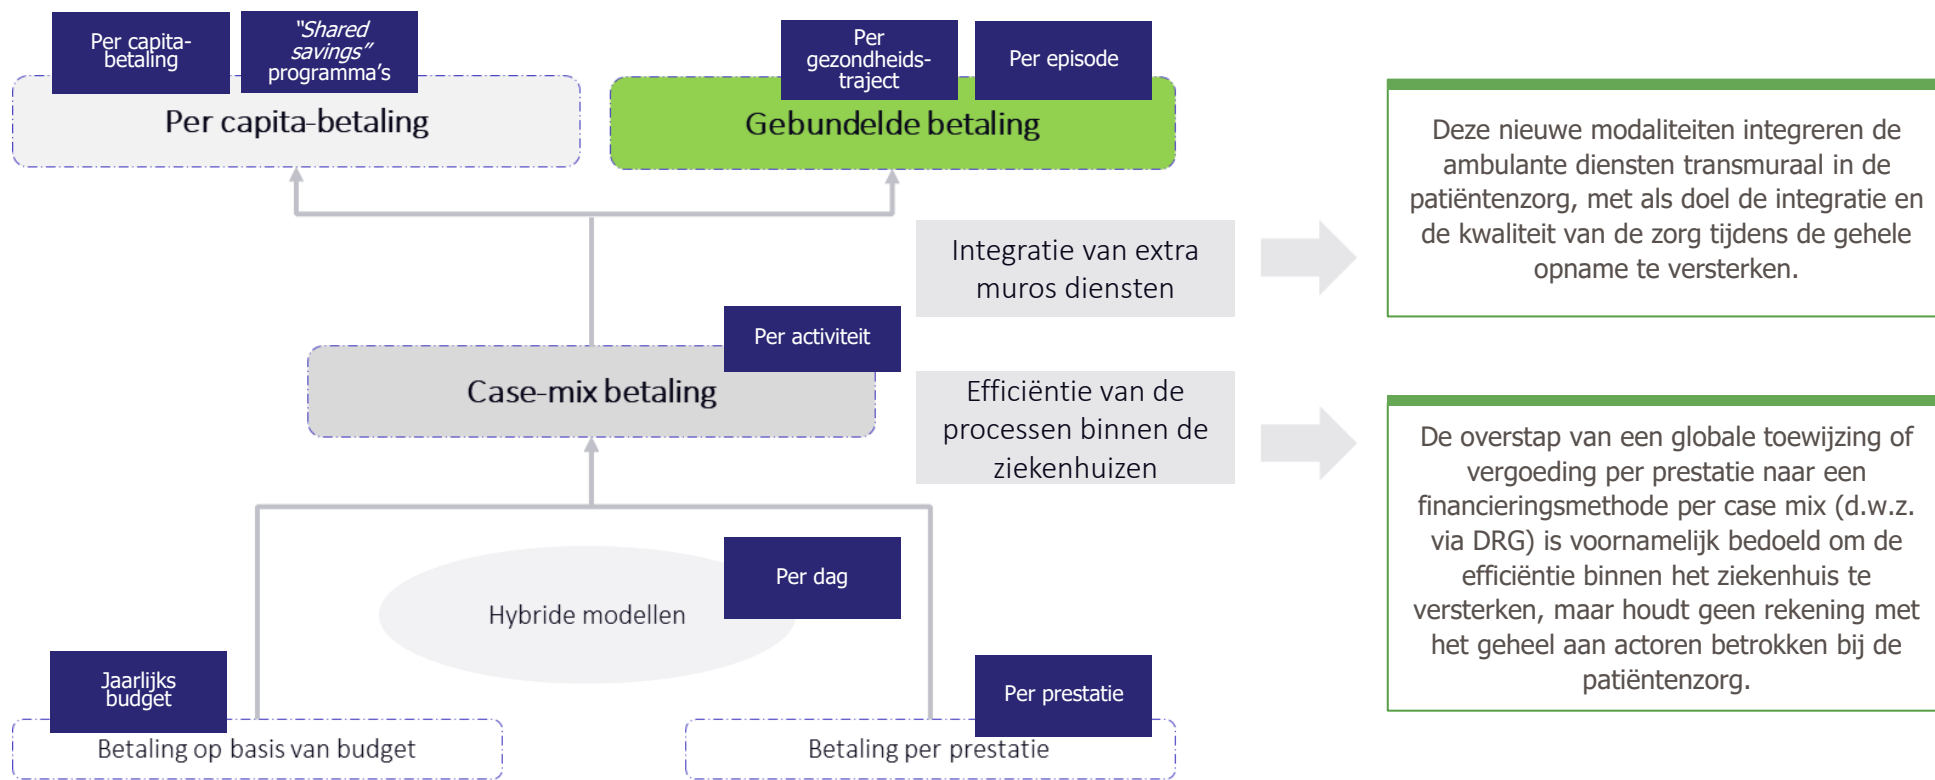 Per capita-
betaling
"Shared
savings"
programma's
Per capita-betaling
Per
gezondheids-
traject
Per episode
Gebundelde betaling
Integratie van extra
muros diensten
Deze nieuwe modaliteiten integreren de
ambulante diensten transmuraal in de
patiëntenzorg, met als doel de integratie en
de kwaliteit van de zorg tijdens de gehele
opname te versterken.
Per activiteit
Case-mix betaling
Efficiëntie van de
processen binnen de
ziekenhuizen
De overstap van een globale toewijzing of
vergoeding per prestatie naar een
financieringsmethode per case mix (d.w.z.
via DRG) is voornamelijk bedoeld om de
efficiëntie binnen het ziekenhuis te
versterken, maar houdt geen rekening met
het geheel aan actoren betrokken bij de
patiëntenzorg.
Per dag
Hybride modellen
Jaarlijks
budget
Betaling op basis van budget
Per prestatie
Betaling per prestatie